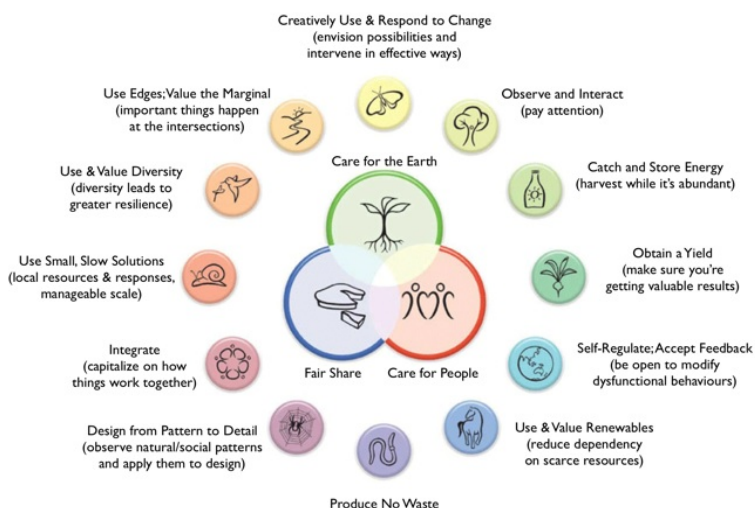 Creatively Use & Respond to Change
(envision possibilities and
intervene in effective ways)
Use Edges; Value the Marginal
(important things happen
at the intersections)
Observe and Interact
(pay attention)
Care for the Earth
Use & Value Diversity
(diversity leads to
greater resilience)
Catch and Store Energy
(harvest while it's abundant)
Use Small, Slow Solutions
(local resources & responses,
manageable scale)
Obtain a Yield
(make sure you're
getting valuable results)
Integrate
(capitalize on how
things work together)
Fair Share
Care for People
Self-Regulate; Accept Feedback
(be open to modify
dysfunctional behaviours)
Design from Pattern to Detail
(observe natural/social patterns
and apply them to design)
Use & Value Renewables
(reduce dependency
on scarce resources)
Produce No Waste